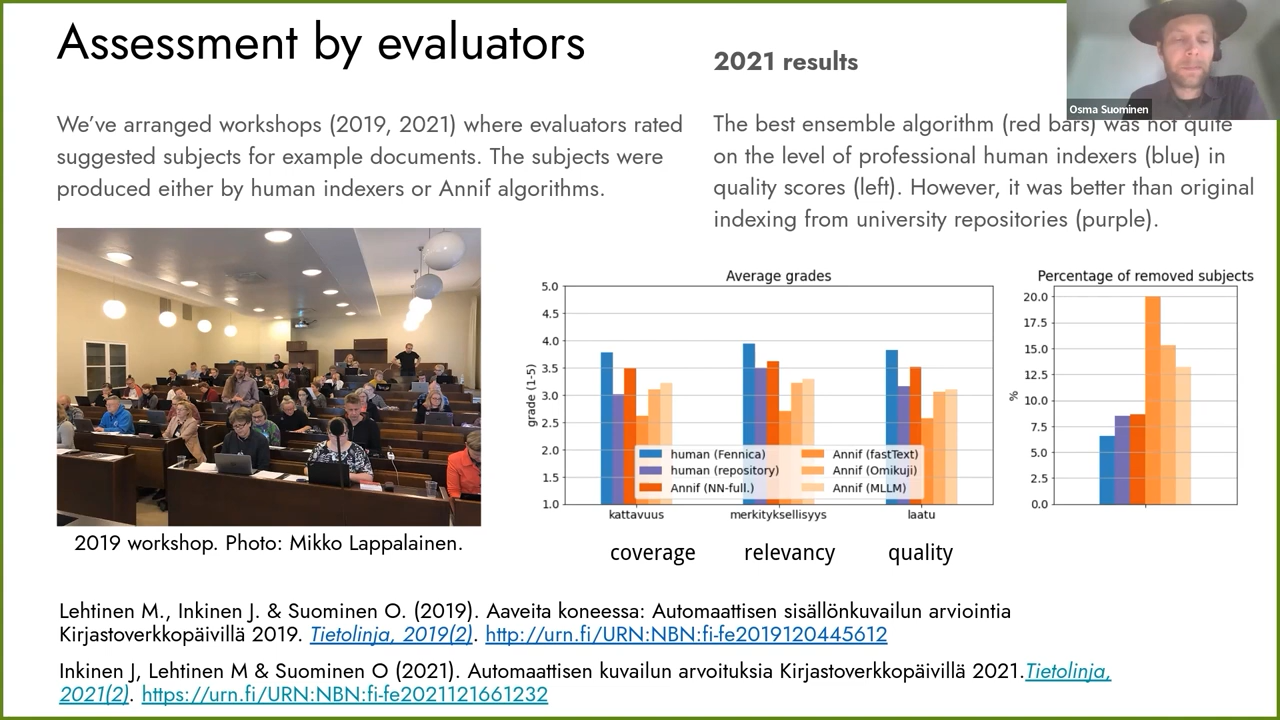 Assessment by evaluators
We've arranged workshops (2019, 2021) where evaluators rated
suggested subjects for example documents. The subjects were
produced either by human indexers or Annif algorithms.
2019 workshop. Photo: Mikko Lappalainen.
2021 results
Osma Suominen
The best ensemble algorithm (red bars) was not quite
on the level of professional human indexers (blue) in
quality scores (left). However, it was better than original
indexing from university repositories (purple).
Average grades
grade (1-5)
5.0
4.5
4.0
3.5
3.0
2.5
2.0
1.5
1.0
human (Fennica)
human (repository)
Annif (NN-full.)
Annif (fastText)
Annif (Omikuji)
Annif (MLLM)
kattavuus
merkityksellisyys
laatu
coverage
relevancy
quality
Percentage of removed subjects
%
20.0
17.5
15.0
12.5
10.0
7.5
5.0
2.5
0.0
Lehtinen M., Inkinen J. & Suominen O. (2019). Aaveita koneessa: Automaattisen sisällönkuvailun arviointia
Kirjastoverkkopäivillä 2019. Tietolinja, 2019(2). http://urn.fi/URN:NBN:fi-fe2019120445612
Inkinen J, Lehtinen M & Suominen O (2021). Automaattisen kuvailun arvoituksia Kirjastoverkkopäivillä 2021.Tietolinja,
2021(2). https://urn.fi/URN:NBN:fi-fe2021121661232